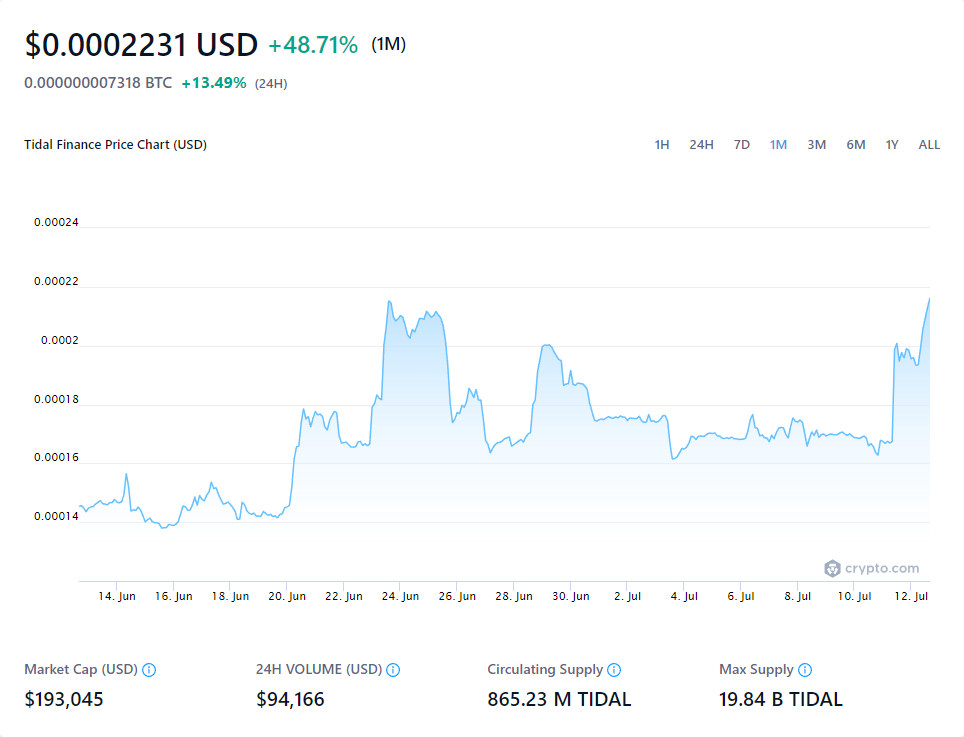 $0.0002231 USD +48.71% (1M)
0.000000007318 BTC +13.49% (24H)
Tidal Finance Price Chart (USD) 1H 24H 7D 1M 3M 6M 1Y ALL
0.00024
0.00022
0.0002
0.00018
0.00016
0.00014
crypto.com
14. Jun 16. Jun 18. Jun 20. Jun 22. Jun 24. Jun 26. Jun 28. Jun 30. Jun 2. Jul 4. Jul 6. Jul 8. Jul 10. Jul 12. Jul
Market Cap (USD) 24H VOLUME (USD) Circulating Supply Max Supply
$193,045 $94,166 865.23 M TIDAL 19.84 B TIDAL